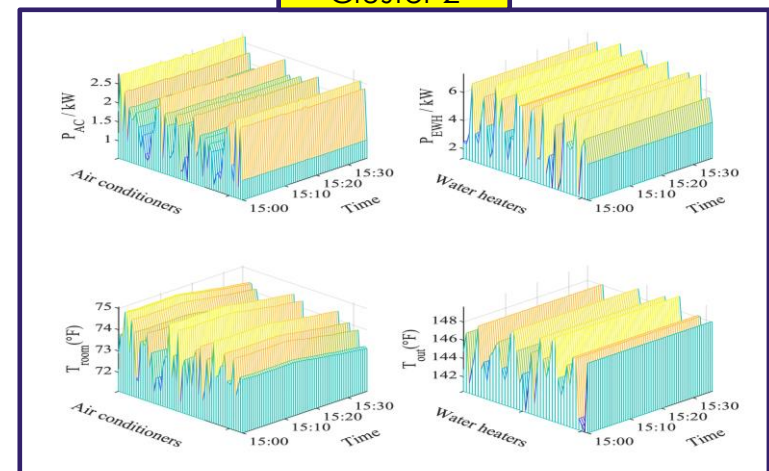 Cluster 2
P_AC / kW
2.5
2
1.5
1
Air conditioners
15:00
15:10
15:20
15:30
Time
P_EWH / kW
6
4
2
Water heaters
15:00
15:10
15:20
15:30
Time
T_room(°F)
75
74
73
72
Air conditioners
15:00
15:10
15:20
15:30
Time
T_out(°F)
148
146
144
142
Water heaters
15:00
15:10
15:20
15:30
Time